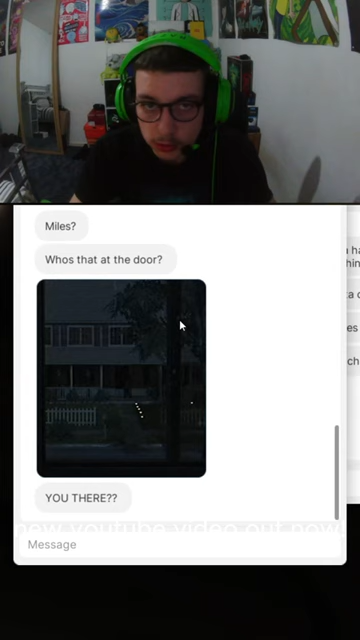 Miles?
Whos that at the door?
YOU THERE??
new youtube video out now!
Message